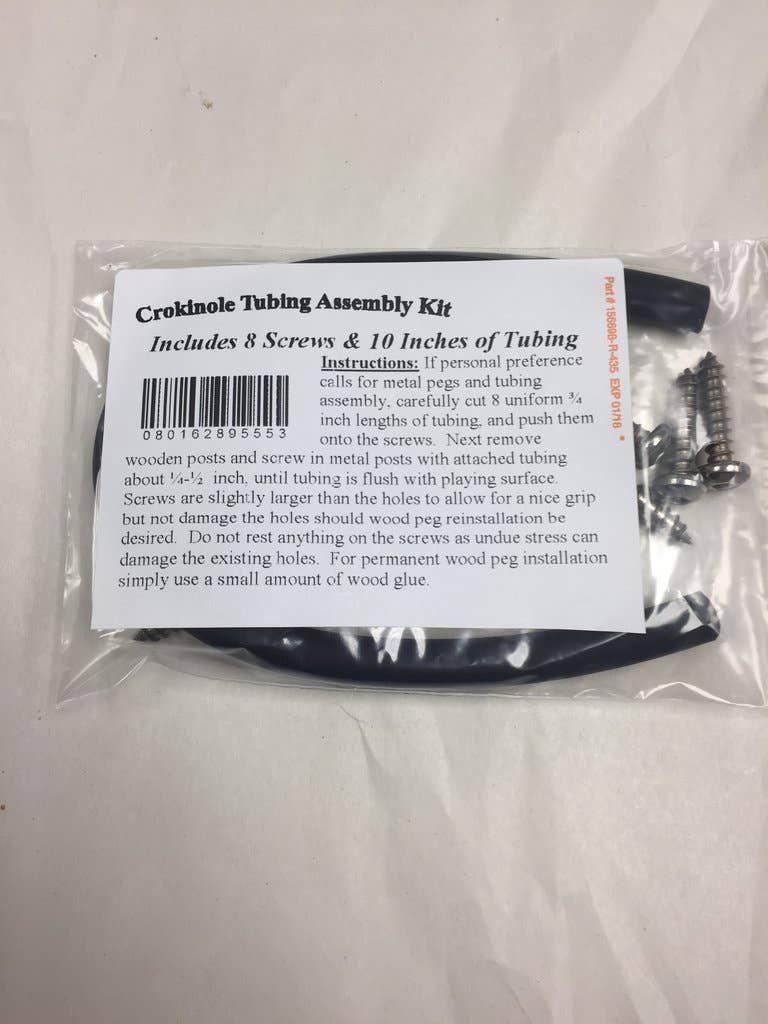 Crokinole Tubing Assembly Kit
Includes 8 Screws & 10 Inches of Tubing
Instructions: If personal preference
calls for metal pegs and tubing
assembly, carefully cut 8 uniform ¾
inch lengths of tubing, and push them
onto the screws. Next remove
wooden posts and screw in metal posts with attached tubing
about ¼-½ inch, until tubing is flush with playing surface.
Screws are slightly larger than the holes to allow for a nice grip
but not damage the holes should wood peg reinstallation be
desired. Do not rest anything on the screws as undue stress can
damage the existing holes. For permanent wood peg installation
simply use a small amount of wood glue.
080162895553
Part # 156696-R-435 EXP 01/18 *